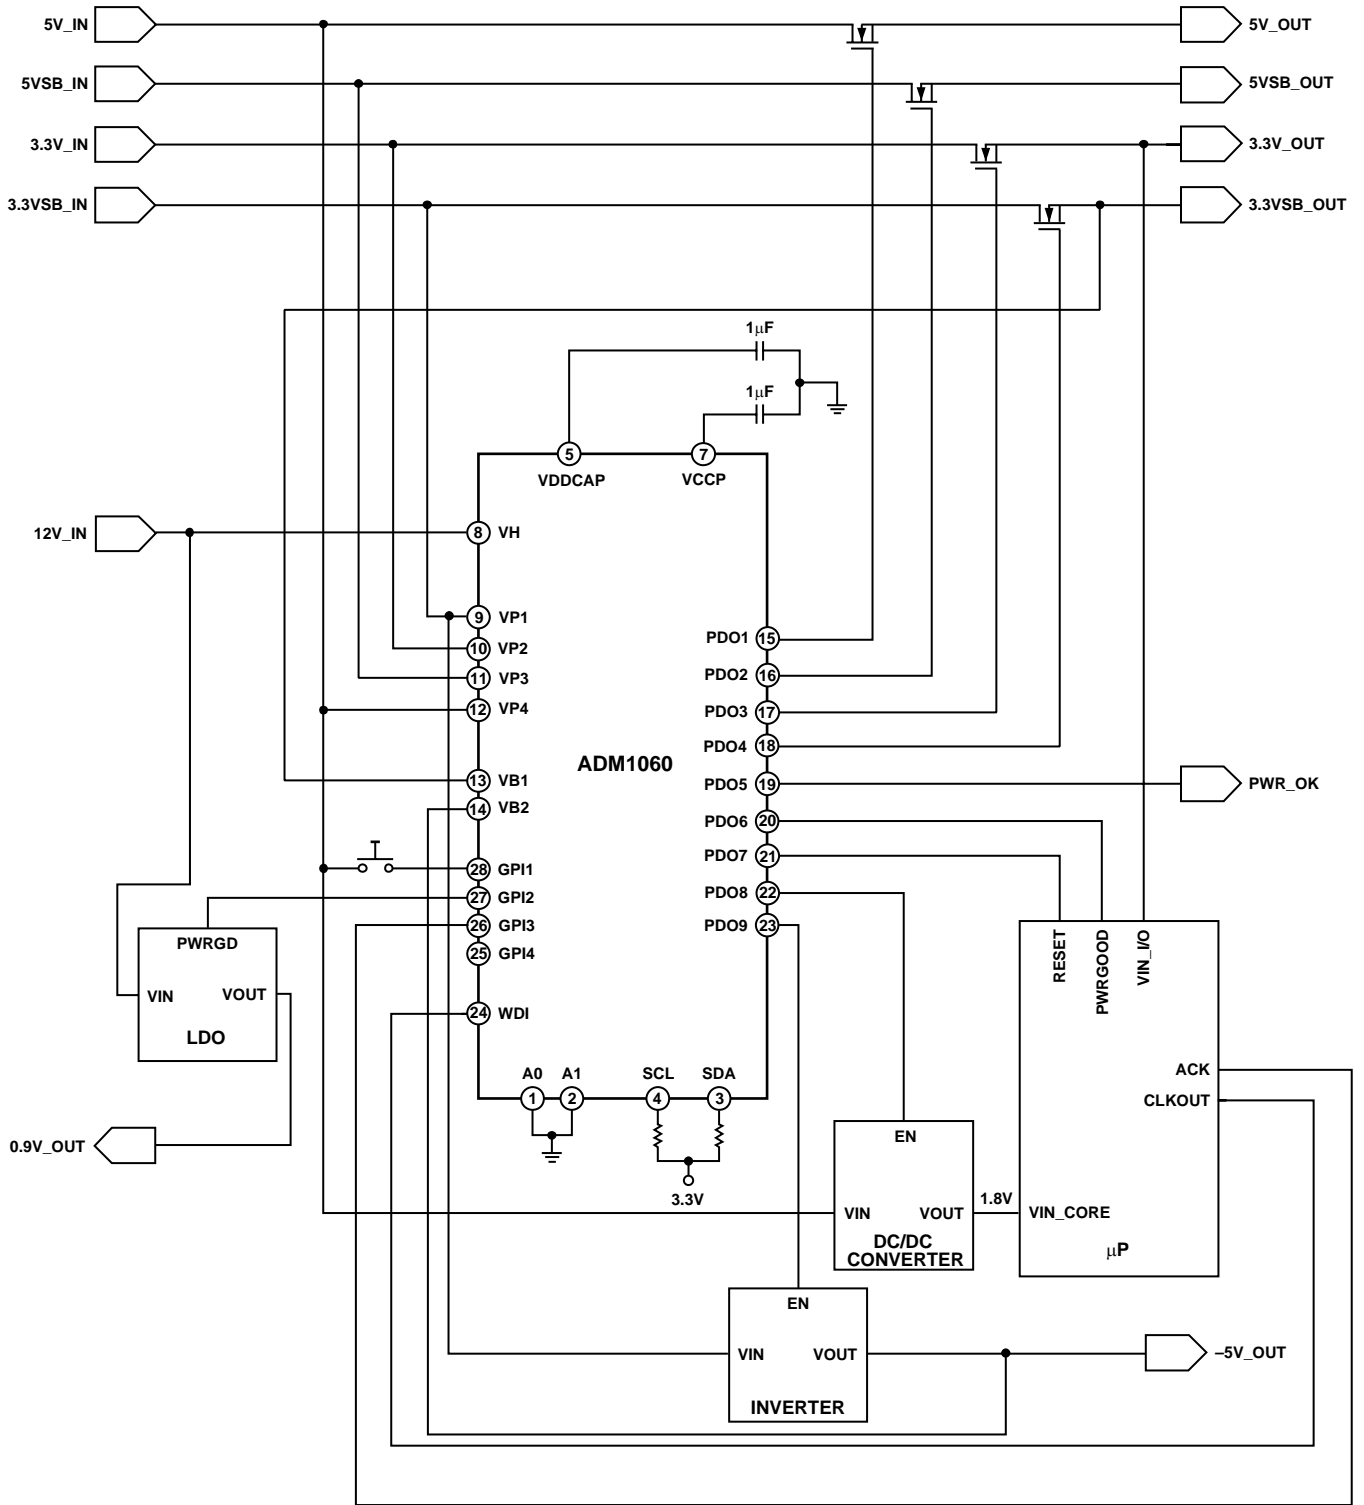 5V_IN
5V_OUT
5VSB_IN
5VSB_OUT
3.3V_IN
3.3V_OUT
3.3VSB_IN
3.3VSB_OUT
1μF
1μF
5
7
VDDCAP
VCCP
12V_IN
8 VH
9 VP1
10 VP2
11 VP3
12 VP4
13 VB1
14 VB2
28 GPI1
27 GPI2
26 GPI3
25 GPI4
24 WDI
ADM1060
PDO1 15
PDO2 16
PDO3 17
PDO4 18
PDO5 19
PDO6 20
PDO7 21
PDO8 22
PDO9 23
PWR_OK
PWRGD
VIN
VOUT
LDO
0.9V_OUT
A0
A1
SCL
SDA
1
2
4
3
3.3V
RESET
PWRGOOD
VIN_I/O
ACK
CLKOUT
VIN_CORE
μP
EN
VIN
VOUT
1.8V
DC/DC
CONVERTER
EN
VIN
VOUT
INVERTER
–5V_OUT